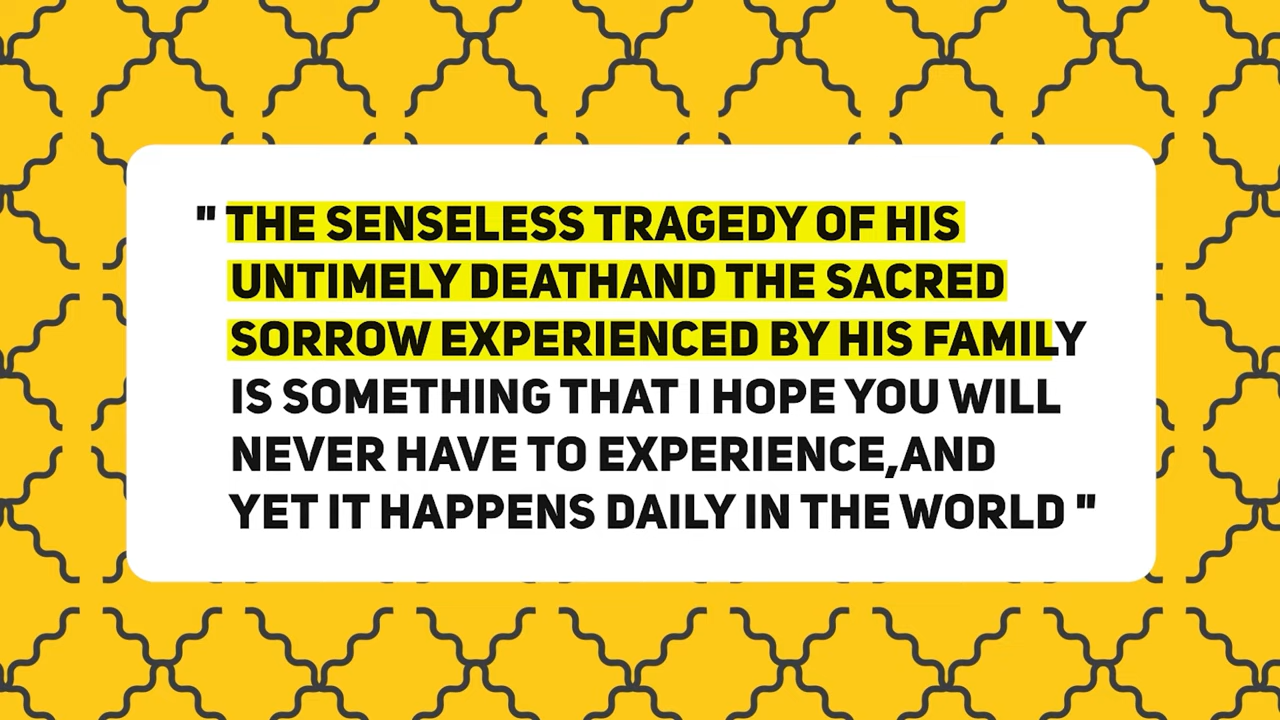 " THE SENSELESS TRAGEDY OF HIS
UNTIMELY DEATHAND THE SACRED
SORROW EXPERIENCED BY HIS FAMILY
IS SOMETHING THAT I HOPE YOU WILL
NEVER HAVE TO EXPERIENCE,AND
YET IT HAPPENS DAILY IN THE WORLD "